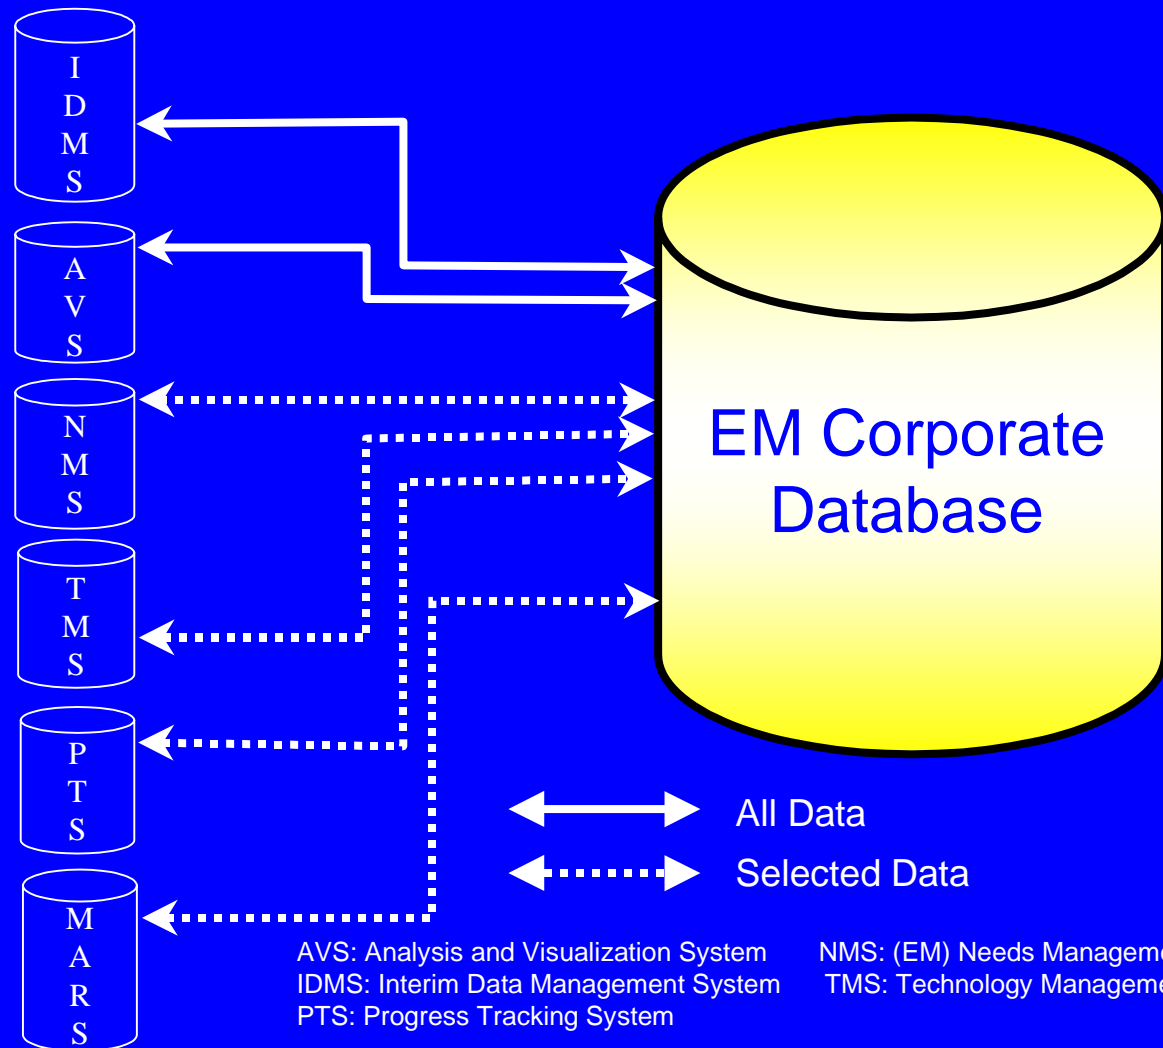 I
D
M
S
A
V
S
N
M
S
T
M
S
P
T
S
M
A
R
S
EM Corporate
Database
All Data
Selected Data
AVS: Analysis and Visualization System NMS: (EM) Needs Manageme
IDMS: Interim Data Management System TMS: Technology Manageme
PTS: Progress Tracking System